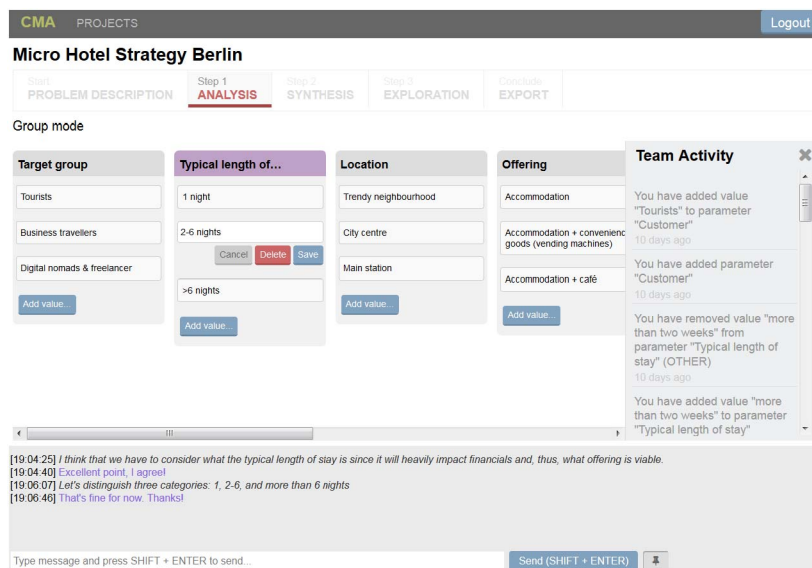 CMA PROJECTS Logout
Micro Hotel Strategy Berlin
Start
PROBLEM DESCRIPTION
Step 1
ANALYSIS
Step 2
SYNTHESIS
Step 3
EXPLORATION
Conclude
EXPORT
Group mode
Target group
Tourists
Business travellers
Digital nomads & freelancer
Add value...
Typical length of...
1 night
2-6 nights
Cancel Delete Save
>6 nights
Add value...
Location
Trendy neighbourhood
City centre
Main station
Add value...
Offering
Accommodation
Accommodation + convenienc
goods (vending machines)
Accommodation + café
Add value...
Team Activity
You have added value
"Tourists" to parameter
"Customer"
10 days ago
You have added parameter
"Customer"
10 days ago
You have removed value "more
than two weeks" from
parameter "Typical length of
stay" (OTHER)
10 days ago
You have added value "more
than two weeks" to parameter
"Typical length of stay"
[19:04:25] I think that we have to consider what the typical length of stay is since it will heavily impact financials and, thus, what offering is viable.
[19:04:40] Excellent point, I agree!
[19:06:07] Let's distinguish three categories: 1, 2-6, and more than 6 nights
[19:06:46] That's fine for now. Thanks!
Type message and press SHIFT + ENTER to send...
Send (SHIFT + ENTER)